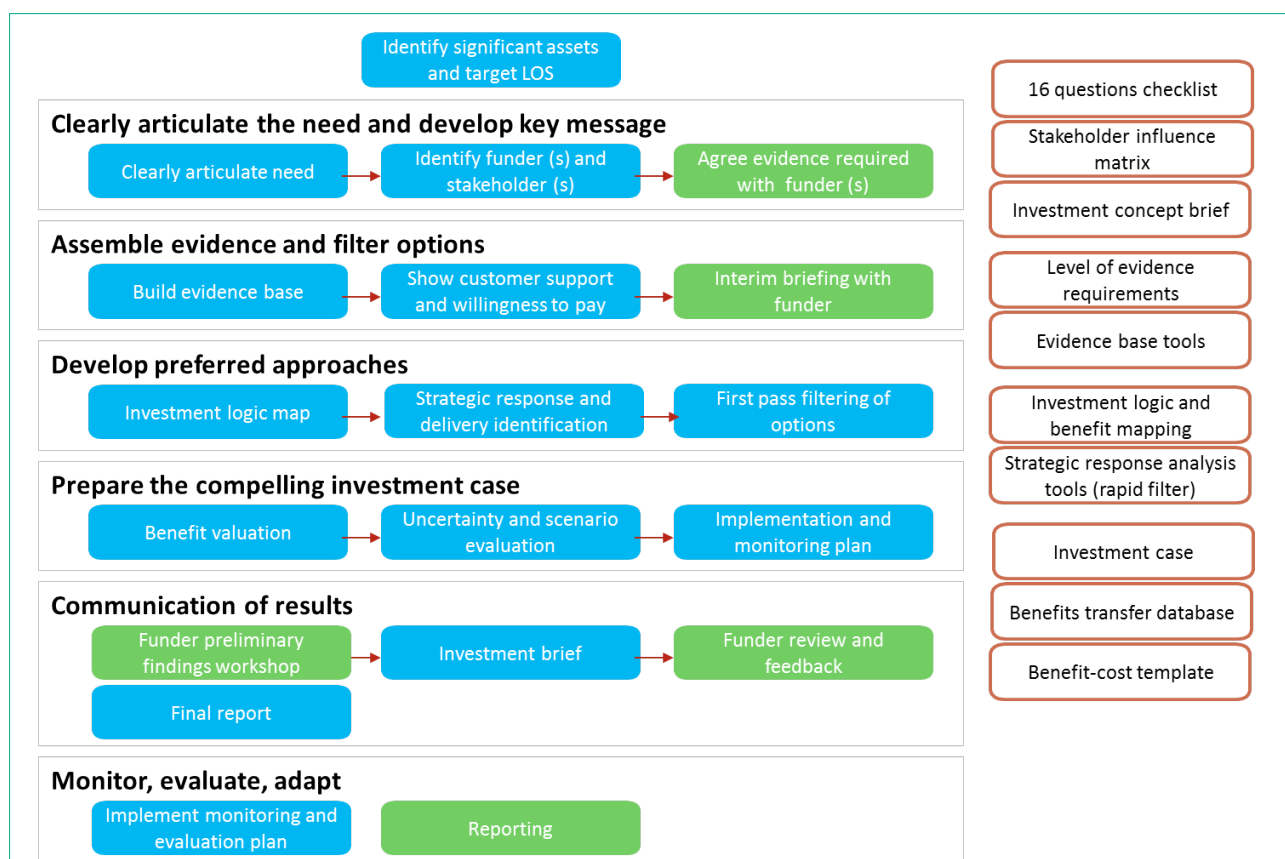 Identify significant assets
and target LOS
Clearly articulate the need and develop key message
Clearly articulate need
Identify funder (s) and
stakeholder (s)
Agree evidence required
with funder (s)
Assemble evidence and filter options
Build evidence base
Show customer support
and willingness to pay
Interim briefing with
funder
Develop preferred approaches
Investment logic map
Strategic response and
delivery identification
First pass filtering of
options
Prepare the compelling investment case
Benefit valuation
Uncertainty and scenario
evaluation
Implementation and
monitoring plan
Communication of results
Funder preliminary
findings workshop
Investment brief
Funder review and
feedback
Final report
Monitor, evaluate, adapt
Implement monitoring and
evaluation plan
Reporting
16 questions checklist
Stakeholder influence
matrix
Investment concept brief
Level of evidence
requirements
Evidence base tools
Investment logic and
benefit mapping
Strategic response analysis
tools (rapid filter)
Investment case
Benefits transfer database
Benefit-cost template